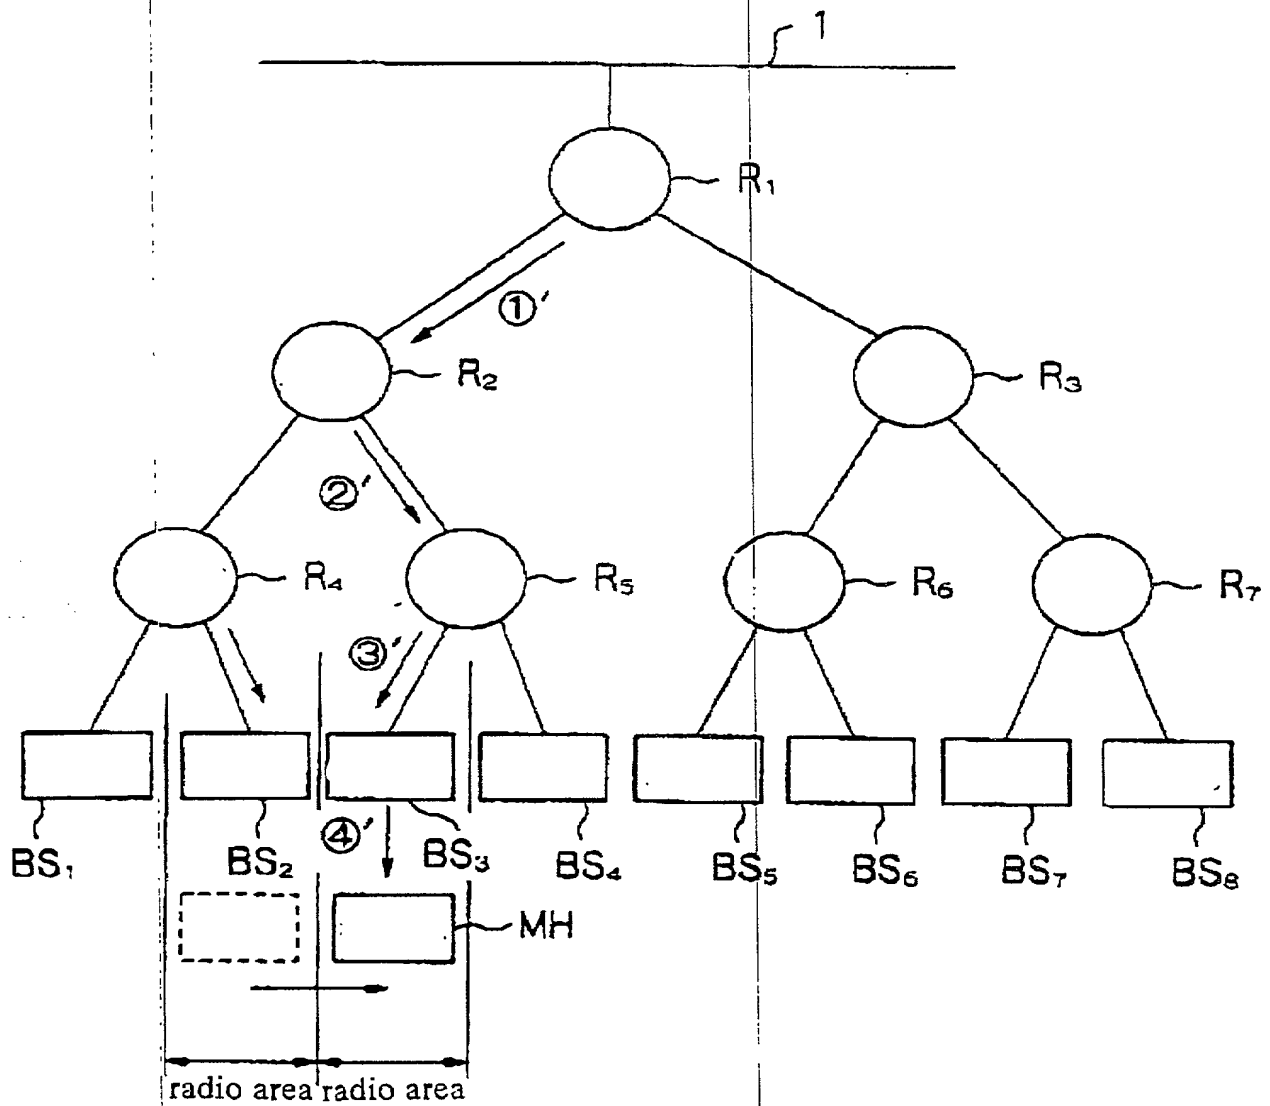 1
R₁
①′
R₂
R₃
②′
R₄
R₅
R₆
R₇
③′
④′
BS₁
BS₂
BS₃
BS₄
BS₅
BS₆
BS₇
BS₈
MH
radio area radio area